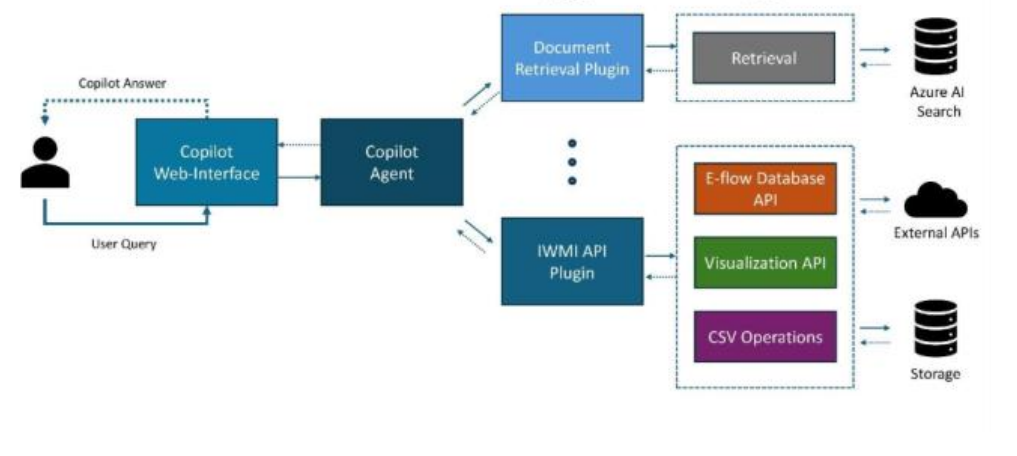 Copilot Answer
Copilot
Web-Interface
User Query
Copilot
Agent
Document
Retrieval Plugin
Retrieval
Azure AI
Search
IWMI API
Plugin
E-flow Database
API
Visualization API
CSV Operations
External APIs
Storage